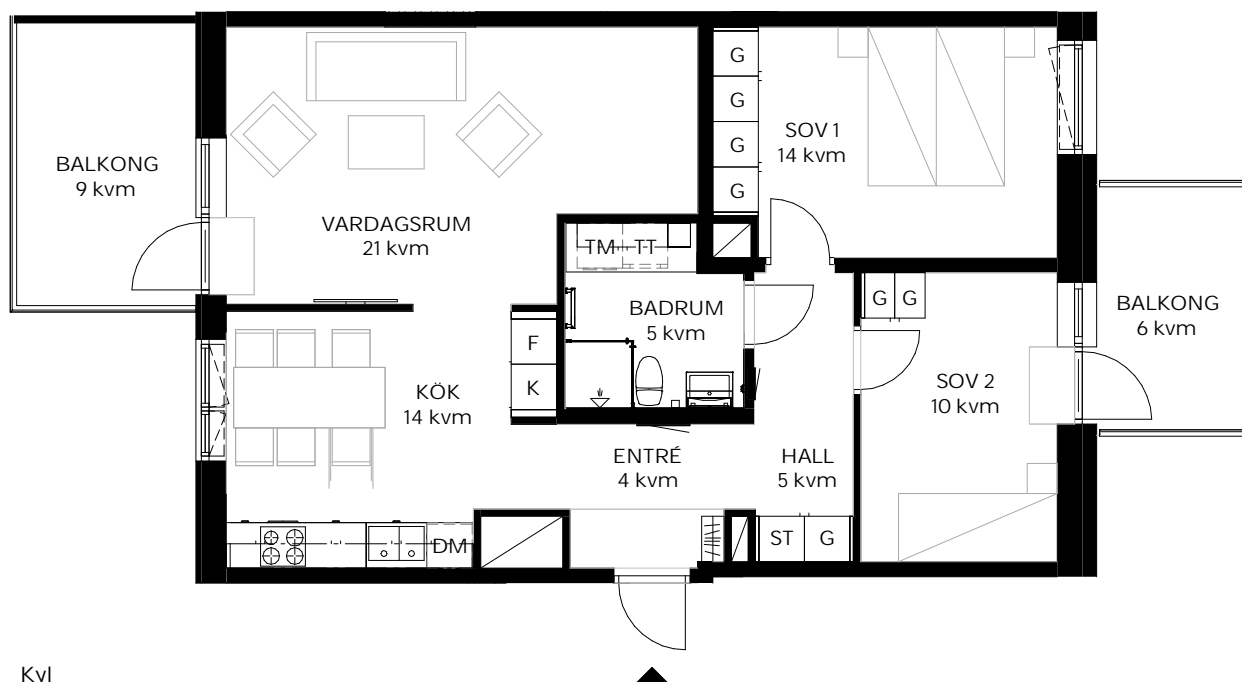 G
G
G
G
SOV 1
14 kvm
BALKONG
9 kvm
VARDAGSRUM
21 kvm
TM TT
BADRUM
5 kvm
G G
BALKONG
6 kvm
F
K
KÖK
14 kvm
SOV 2
10 kvm
ENTRÉ
4 kvm
HALL
5 kvm
DM
ST G
Kyl